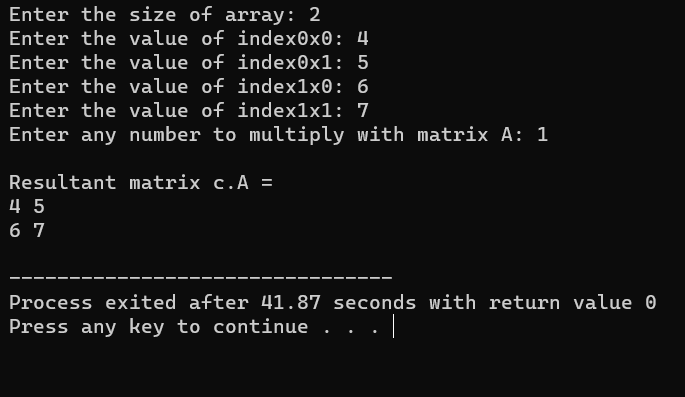 Enter the size of array: 2
Enter the value of index0x0: 4
Enter the value of index0x1: 5
Enter the value of index1x0: 6
Enter the value of index1x1: 7
Enter any number to multiply with matrix A: 1

Resultant matrix c.A =
4 5
6 7

--------------------------------
Process exited after 41.87 seconds with return value 0
Press any key to continue . . .